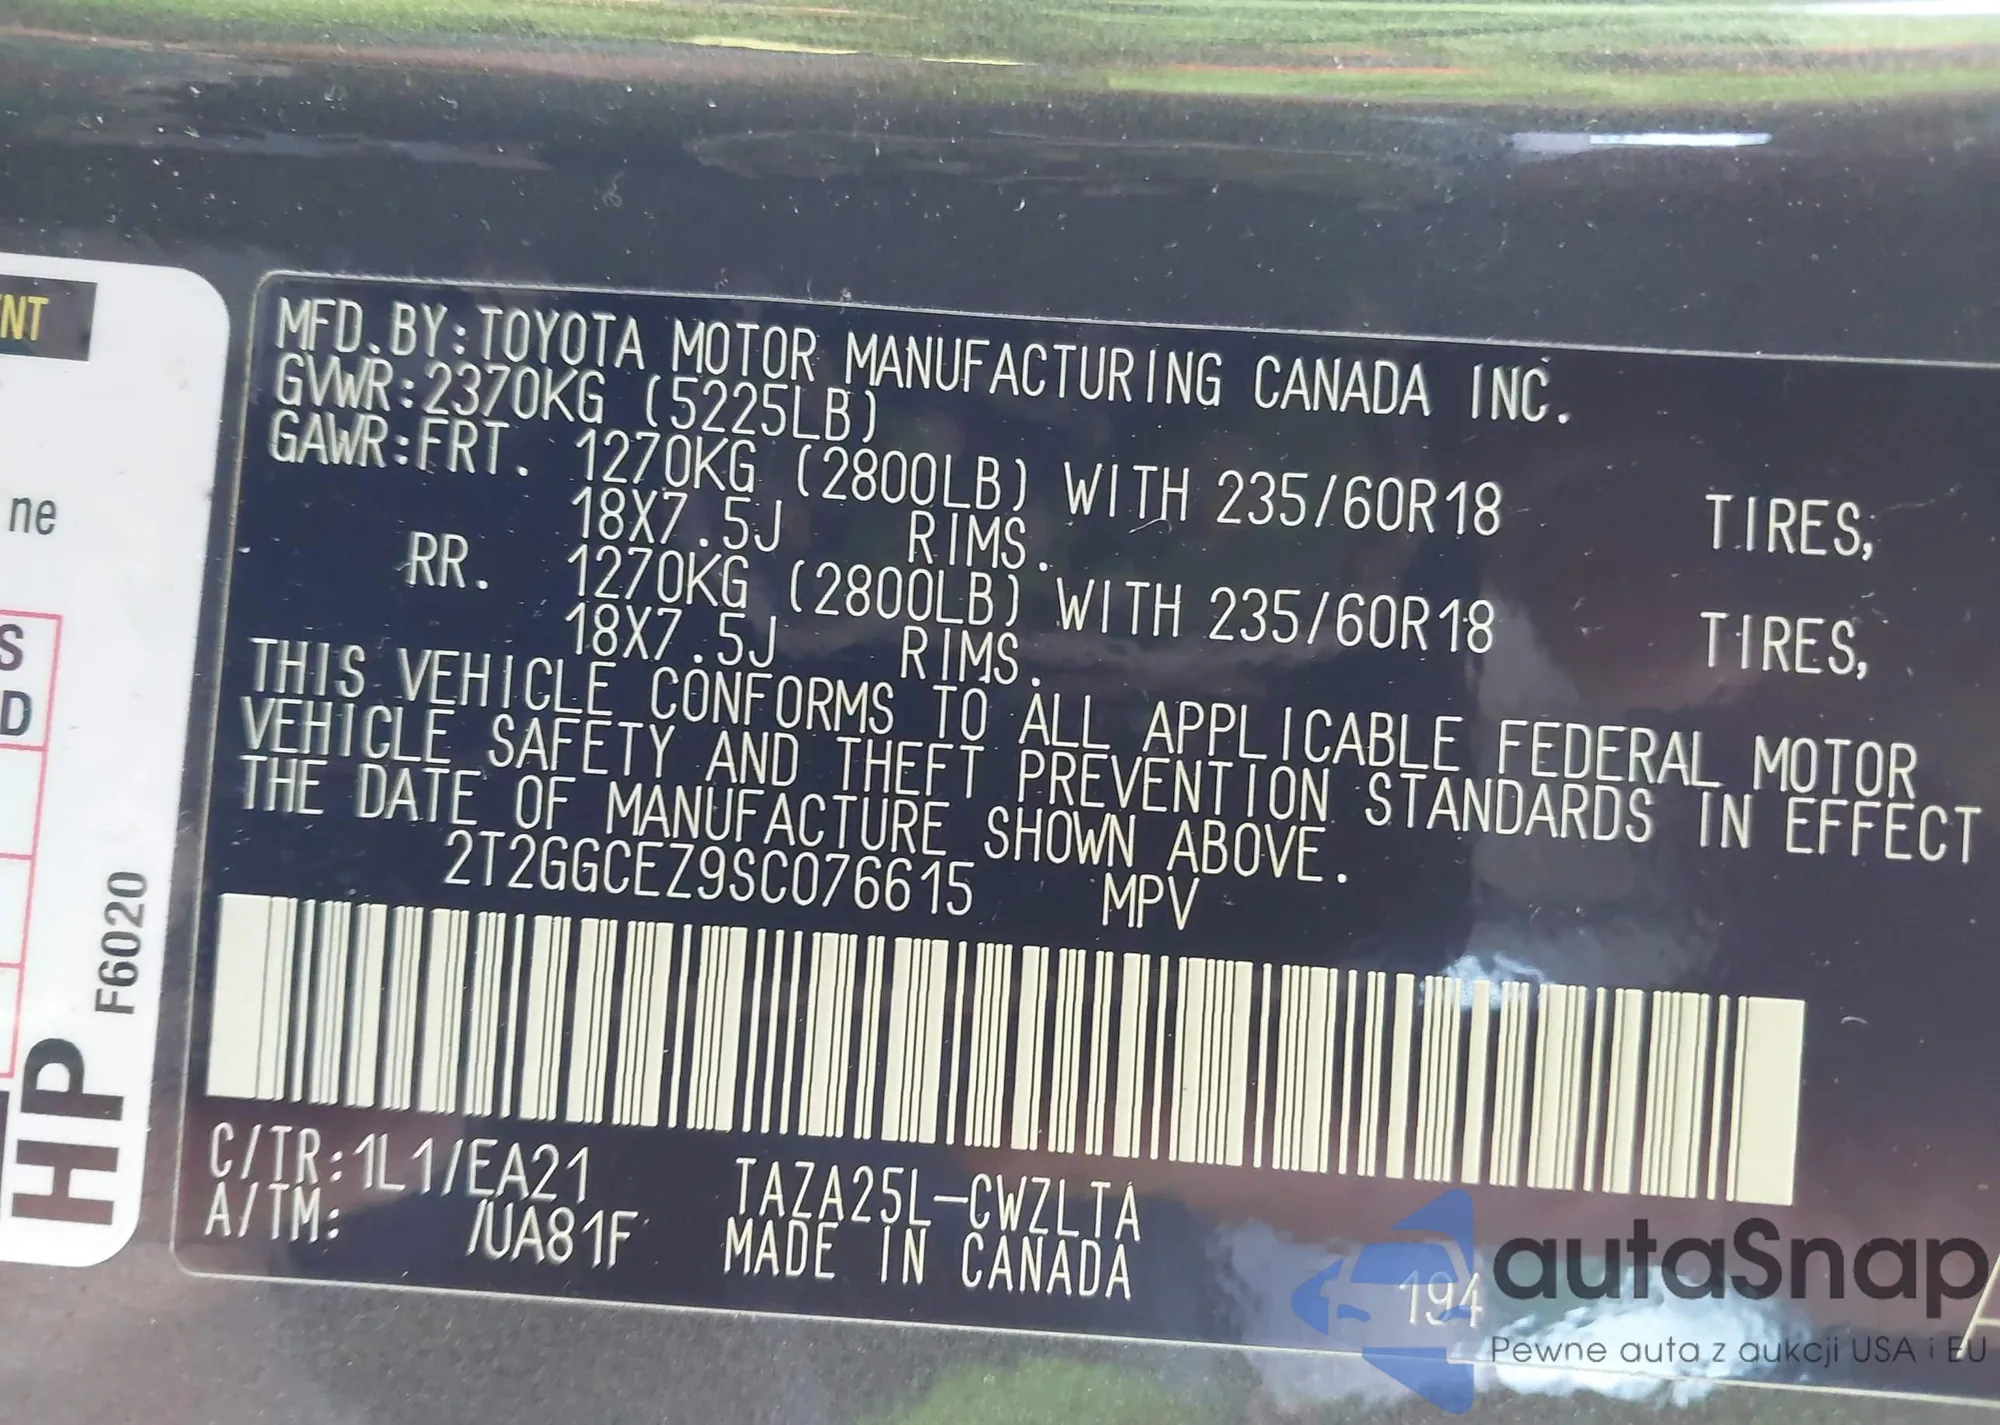 NT
ne
S
D
HP F6020
MFD.BY:TOYOTA MOTOR MANUFACTURING CANADA INC.
GVWR:2370KG (5225LB)
GAWR:FRT. 1270KG (2800LB) WITH 235/60R18 TIRES,
18X7.5J RIMS.
RR. 1270KG (2800LB) WITH 235/60R18 TIRES,
18X7.5J RIMS.
THIS VEHICLE CONFORMS TO ALL APPLICABLE FEDERAL MOTOR
VEHICLE SAFETY AND THEFT PREVENTION STANDARDS IN EFFECT
THE DATE OF MANUFACTURE SHOWN ABOVE.
2T2GGCEZ9SC076615 MPV
C/TR:1L1/EA21 TAZA25L-CWZLTA
A/TM: /UA81F MADE IN CANADA
194
autaSnap
Pewne auta z aukcji USA i EU